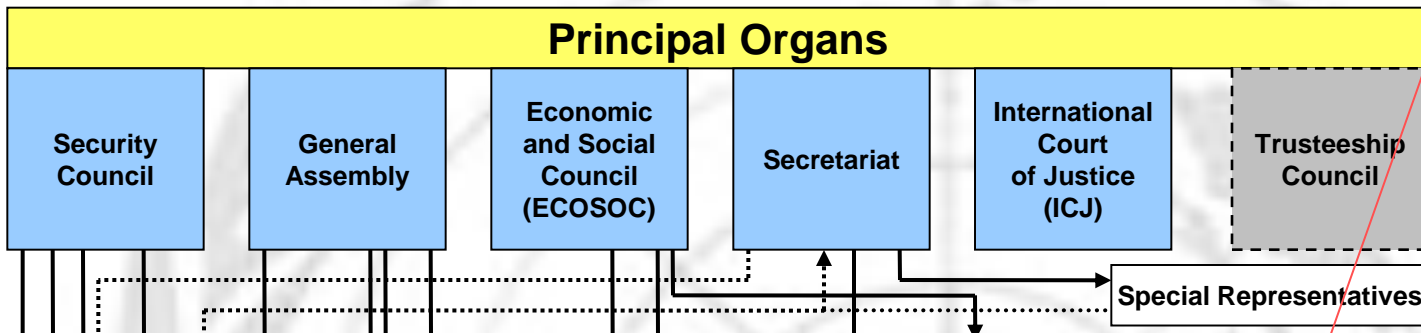 Principal Organs
Security
Council
General
Assembly
Economic
and Social
Council
(ECOSOC)
Secretariat
International
Court
of Justice
(ICJ)
Trusteeship
Council
Special Representatives